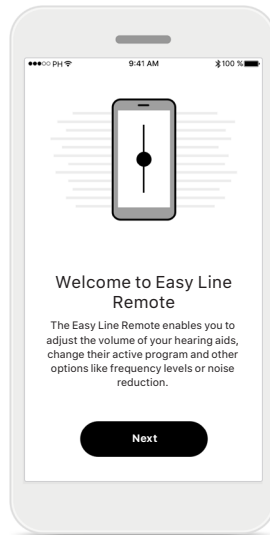 ●●●○○ PH 9:41 AM 100 %
Welcome to Easy Line
Remote
The Easy Line Remote enables you to
adjust the volume of your hearing aids,
change their active program and other
options like frequency levels or noise
reduction.
Next